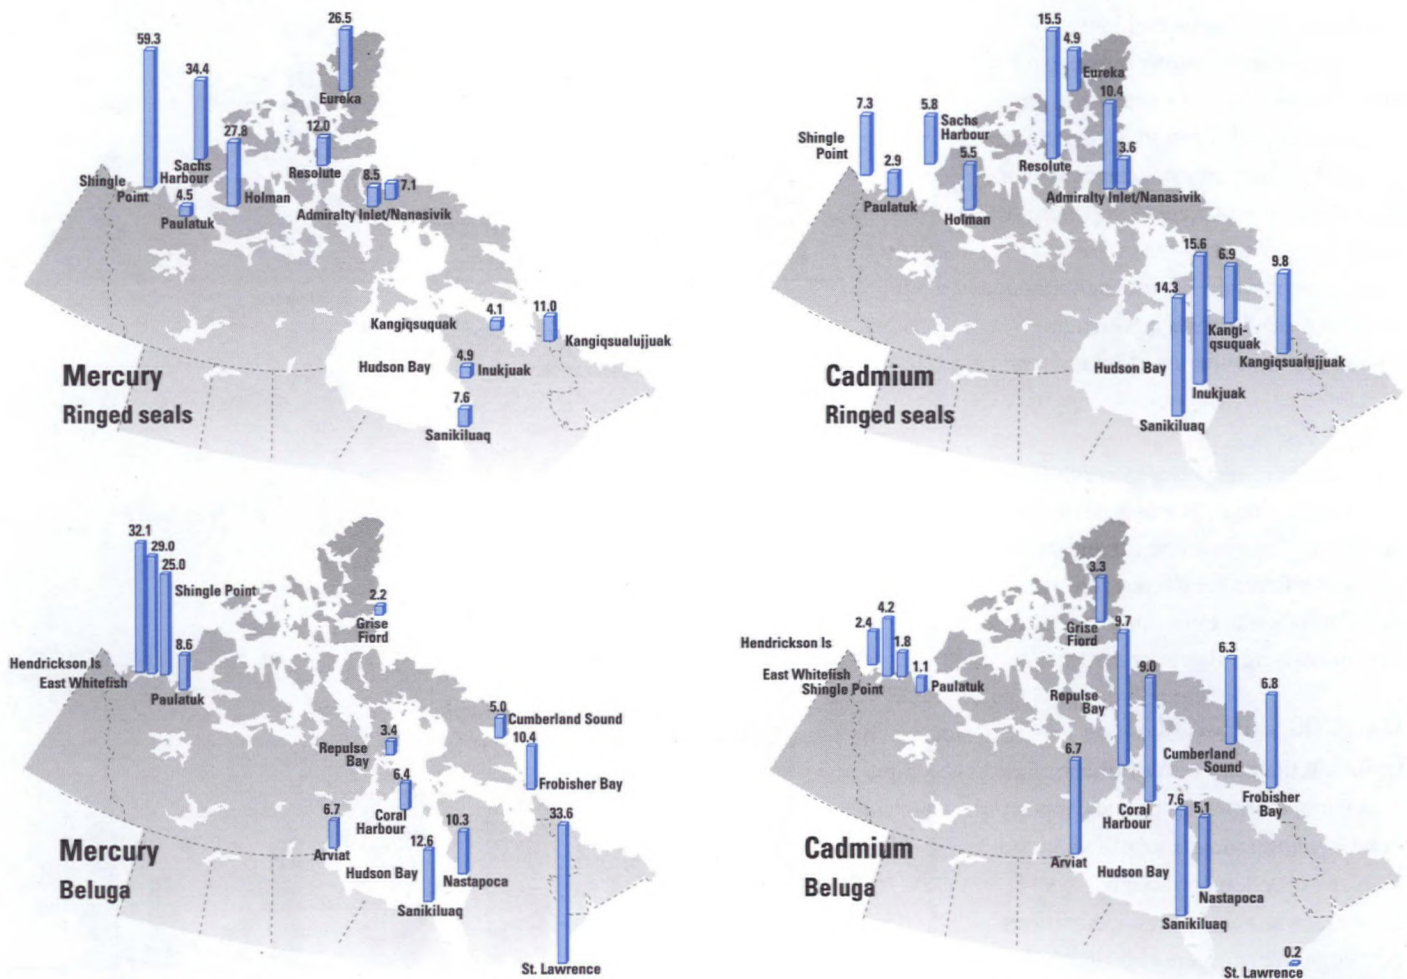 26.5
59.3
34.4
Eureka
27.8
12.0
Sachs
Harbour
Resolute
Shingle
Point
4.5
Holman
8.5
7.1
Paulatuk
Admiralty Inlet/Nanasivik
4.1
11.0
Kangiqsuquak
Kangiqsualujjuak
4.9
Hudson Bay
Inukjuak
Mercury
Ringed seals
7.6
Sanikiluaq
15.5
4.9
Eureka
10.4
7.3
5.8
Shingle
Point
Sachs
Harbour
2.9
5.5
Resolute
3.6
Paulatuk
Holman
Admiralty Inlet/Nanasivik
15.6
6.9
9.8
14.3
Kangi-
qsuquak
Hudson Bay
Kangiqsualujjuak
Inukjuak
Cadmium
Ringed seals
Sanikiluaq
32.1
29.0
25.0
Shingle Point
2.2
Grise
Fiord
8.6
Hendrickson Is
East Whitefish
Paulatuk
5.0
Cumberland Sound
3.4
10.4
Repulse
Bay
Frobisher Bay
6.4
6.7
Coral
Harbour
33.6
Arviat
12.6
10.3
Hudson Bay
Nastapoca
Mercury
Beluga
Sanikiluaq
St. Lawrence
3.3
4.2
2.4
Grise
Fiord
9.7
Hendrickson Is
1.8
East Whitefish
1.1
Shingle Point
Paulatuk
9.0
6.3
Repulse
Bay
6.8
6.7
Cumberland
Sound
Coral
Harbour
7.6
5.1
Frobisher
Bay
Arviat
Hudson Bay
Nastapoca
Cadmium
Beluga
Sanikiluaq
0.2
St. Lawrence